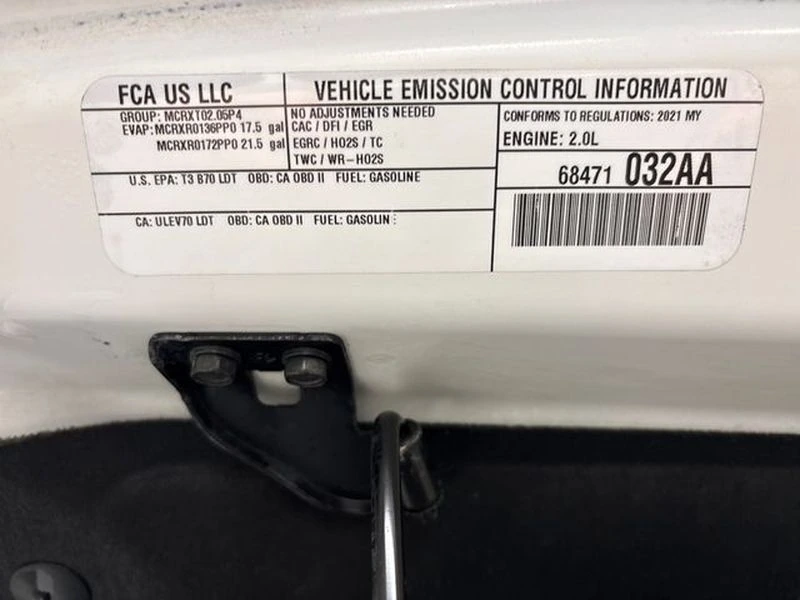 FCA US LLC
VEHICLE EMISSION CONTROL INFORMATION
GROUP: MCRXT02.05P4
EVAP: MCRXR0136PP0 17.5 gal
MCRXR0172PP0 21.5 gal
NO ADJUSTMENTS NEEDED
CAC / DFI / EGR
EGRC / HO2S / TC
TWC / WR-HO2S
CONFORMS TO REGULATIONS: 2021 MY
ENGINE: 2.0L
U.S. EPA: T3 B70 LDT OBD: CA OBD II FUEL: GASOLINE
CA: ULEV70 LDT OBD: CA OBD II FUEL: GASOLIN
68471 032AA